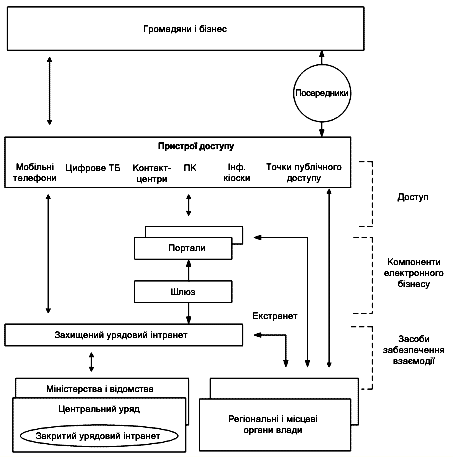 Громадяни і бізнес
Посередники
Пристрої доступу
Мобільні
телефони
Цифрове ТБ
Контакт-
центри
ПК
Інф.
кіоски
Точки публічного
доступу
Доступ
Портали
Компоненти
електронного
бізнесу
Шлюз
Екстранет
Захищений урядовий інтранет
Засоби
забезпечення
взаємодії
Міністерства і відомства
Центральний уряд
Закритий урядовий інтранет
Регіональні і місцеві
органи влади